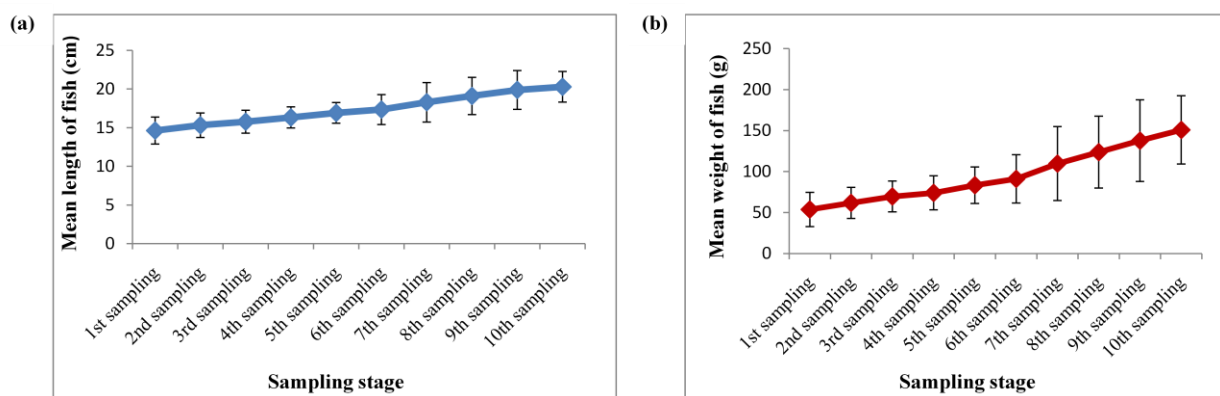 (a)
Mean length of fish (cm)
25
20
15
10
5
0
1st sampling
2nd sampling
3rd sampling
4th sampling
5th sampling
6th sampling
7th sampling
8th sampling
9th sampling
10th sampling
Sampling stage
(b)
Mean weight of fish (g)
250
200
150
100
50
0
1st sampling
2nd sampling
3rd sampling
4th sampling
5th sampling
6th sampling
7th sampling
8th sampling
9th sampling
10th sampling
Sampling stage